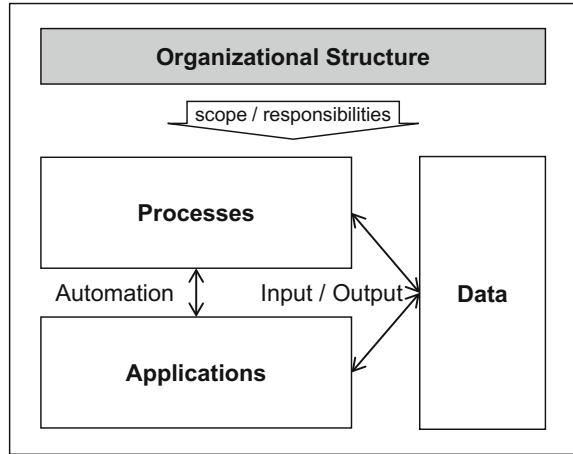 Organizational Structure
scope / responsibilities
Processes
Automation
Input / Output
Data
Applications